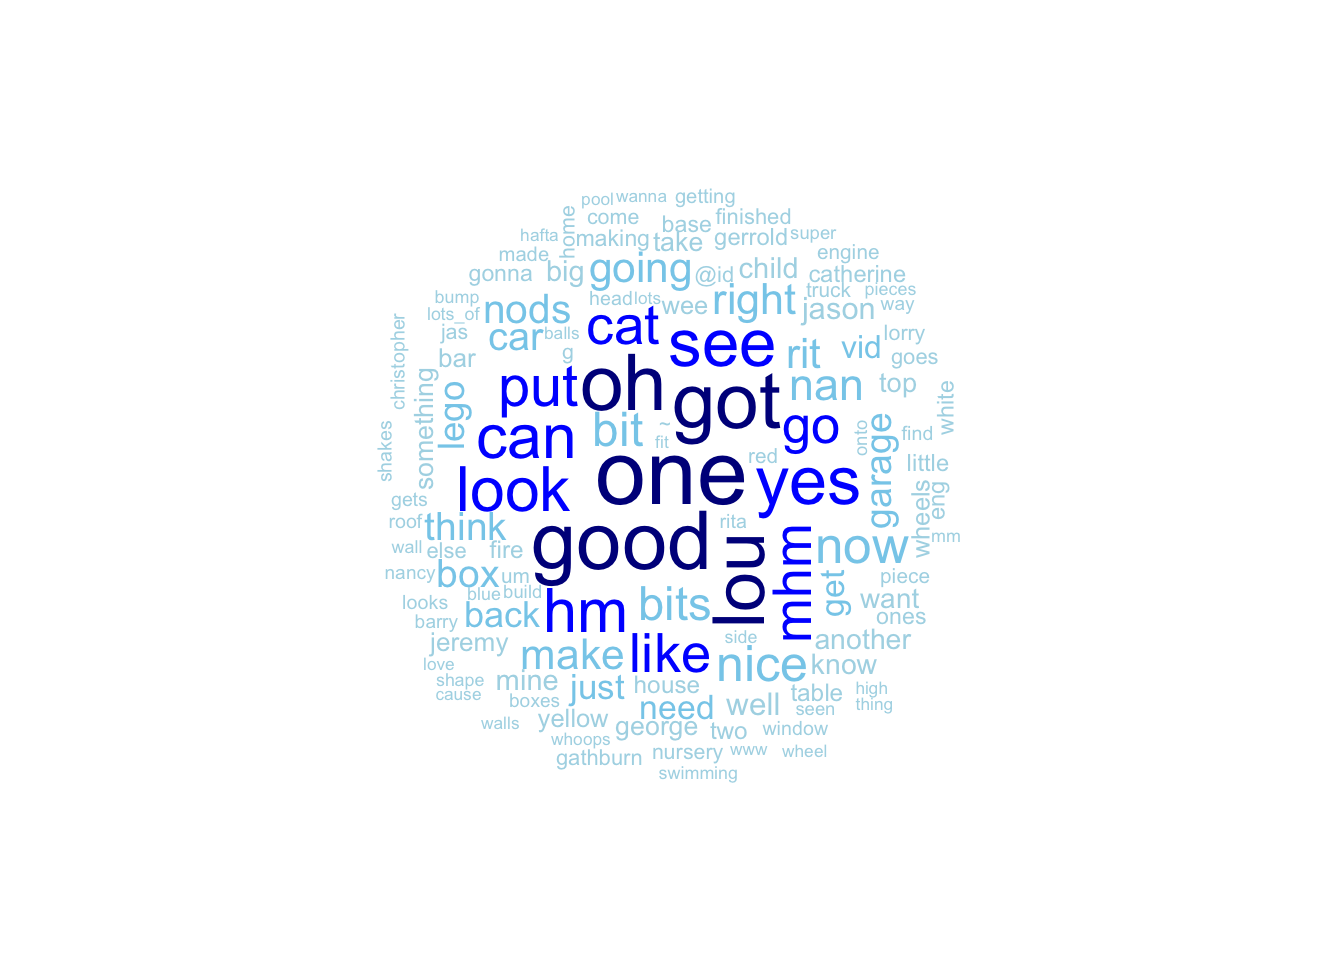 pool wanna getting
home come base finished
hafta making take gerrold super
made engine
gonna big going @id child catherine
truck pieces
bump nods head lots wee right jason way
lots_of cat
christopher jas car balls see rit vid lorry
bar g goes
something lego put oh got nan top white
can bit ~ go onto find
shakes fit garage
look one red yes little
gets wheels eng
roof think rita mm
wall else fire good lou mhm now
nancy box um get piece
looks blue build bits want
barry back hm ones
jeremy side another
love make like nice know
shape mine just house table high
cause boxes need well seen thing
walls yellow george two window
whoops
gathburn nursery www wheel
swimming